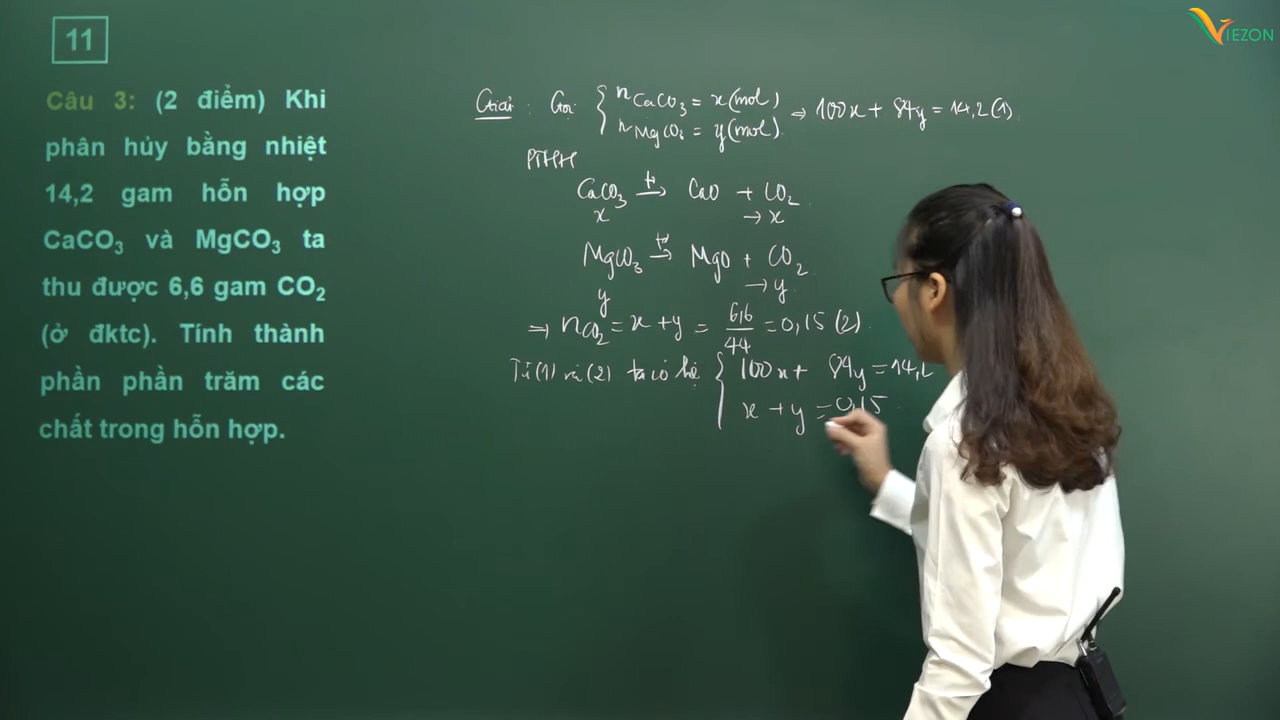 11
VIEZON
Câu 3: (2 điểm) Khi
phân hủy bằng nhiệt
14,2 gam hỗn hợp
CaCO₃ và MgCO₃ ta
thu được 6,6 gam CO₂
(ở đktc). Tính thành
phần phần trăm các
chất trong hỗn hợp.
Giải: Gọi { nCaCO₃ = x (mol) ⇒ 100x + 84y = 14,2 (1)
nMgCO₃ = y (mol)
PTHH
CaCO₃ t°→ CaO + CO₂
x → x
MgCO₃ t°→ MgO + CO₂
y → y
⇒ nCO₂ = x + y = 6,6/44 = 0,15 (2)
Từ (1) và (2) ta có hệ { 100x + 84y = 14,2
x + y = 0,15